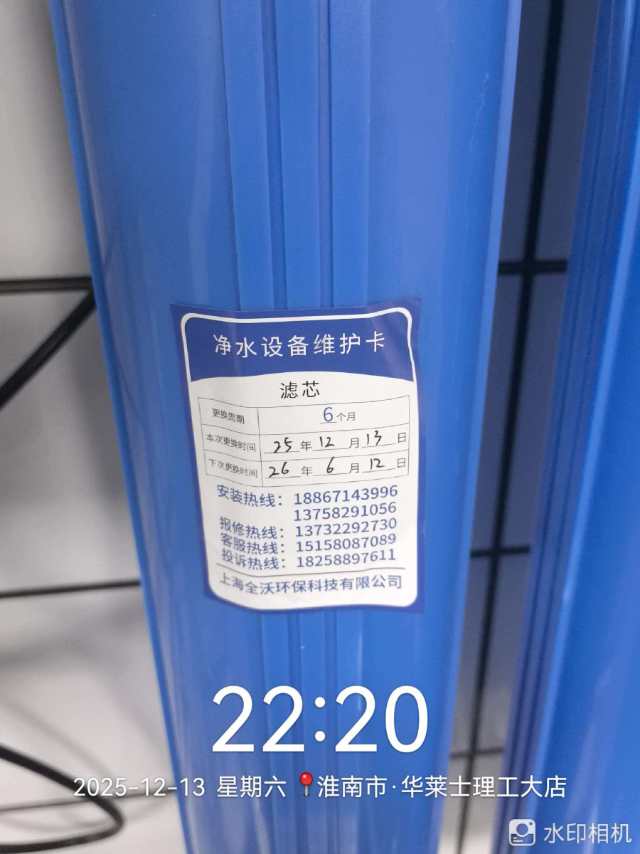 净水设备维护卡
滤芯
更换周期 6个月
本次更换时间 25年12月13日
下次更换时间 26年6月12日
安装热线：18867143996
13758291056
报修热线：13732292730
客服热线：15158087089
投诉热线：18258897611
上海全沃环保科技有限公司
22:20
2025-12-13 星期六 淮南市·华莱士理工大店
水印相机